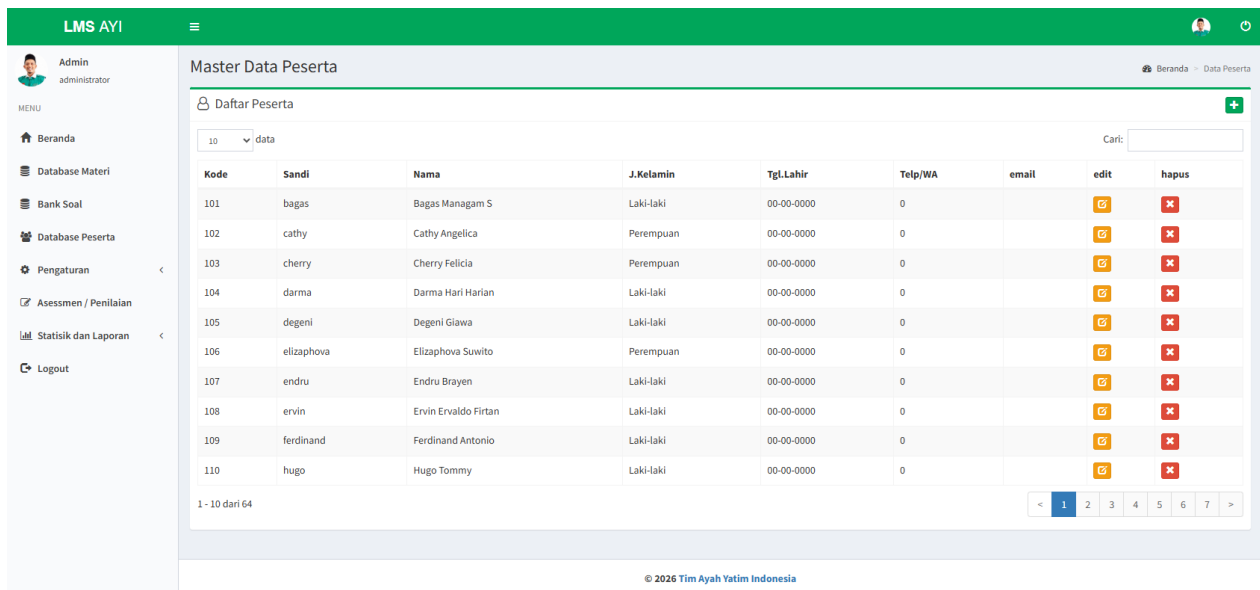 LMS AYI
Admin
administrator
MENU
Beranda
Database Materi
Bank Soal
Database Peserta
Pengaturan
Asessmen / Penilaian
Statisik dan Laporan
Logout
Master Data Peserta
Beranda > Data Peserta
Daftar Peserta
10 data
Cari:
Kode Sandi Nama J.Kelamin Tgl.Lahir Telp/WA email edit hapus
101 bagas Bagas Managam S Laki-laki 00-00-0000 0
102 cathy Cathy Angelica Perempuan 00-00-0000 0
103 cherry Cherry Felicia Perempuan 00-00-0000 0
104 darma Darma Hari Harian Laki-laki 00-00-0000 0
105 degeni Degeni Giawa Laki-laki 00-00-0000 0
106 elizaphova Elizaphova Suwito Perempuan 00-00-0000 0
107 endru Endru Brayen Laki-laki 00-00-0000 0
108 ervin Ervin Ervaldo Firtan Laki-laki 00-00-0000 0
109 ferdinand Ferdinand Antonio Laki-laki 00-00-0000 0
110 hugo Hugo Tommy Laki-laki 00-00-0000 0
1 - 10 dari 64
< 1 2 3 4 5 6 7 >
© 2026 Tim Ayah Yatim Indonesia